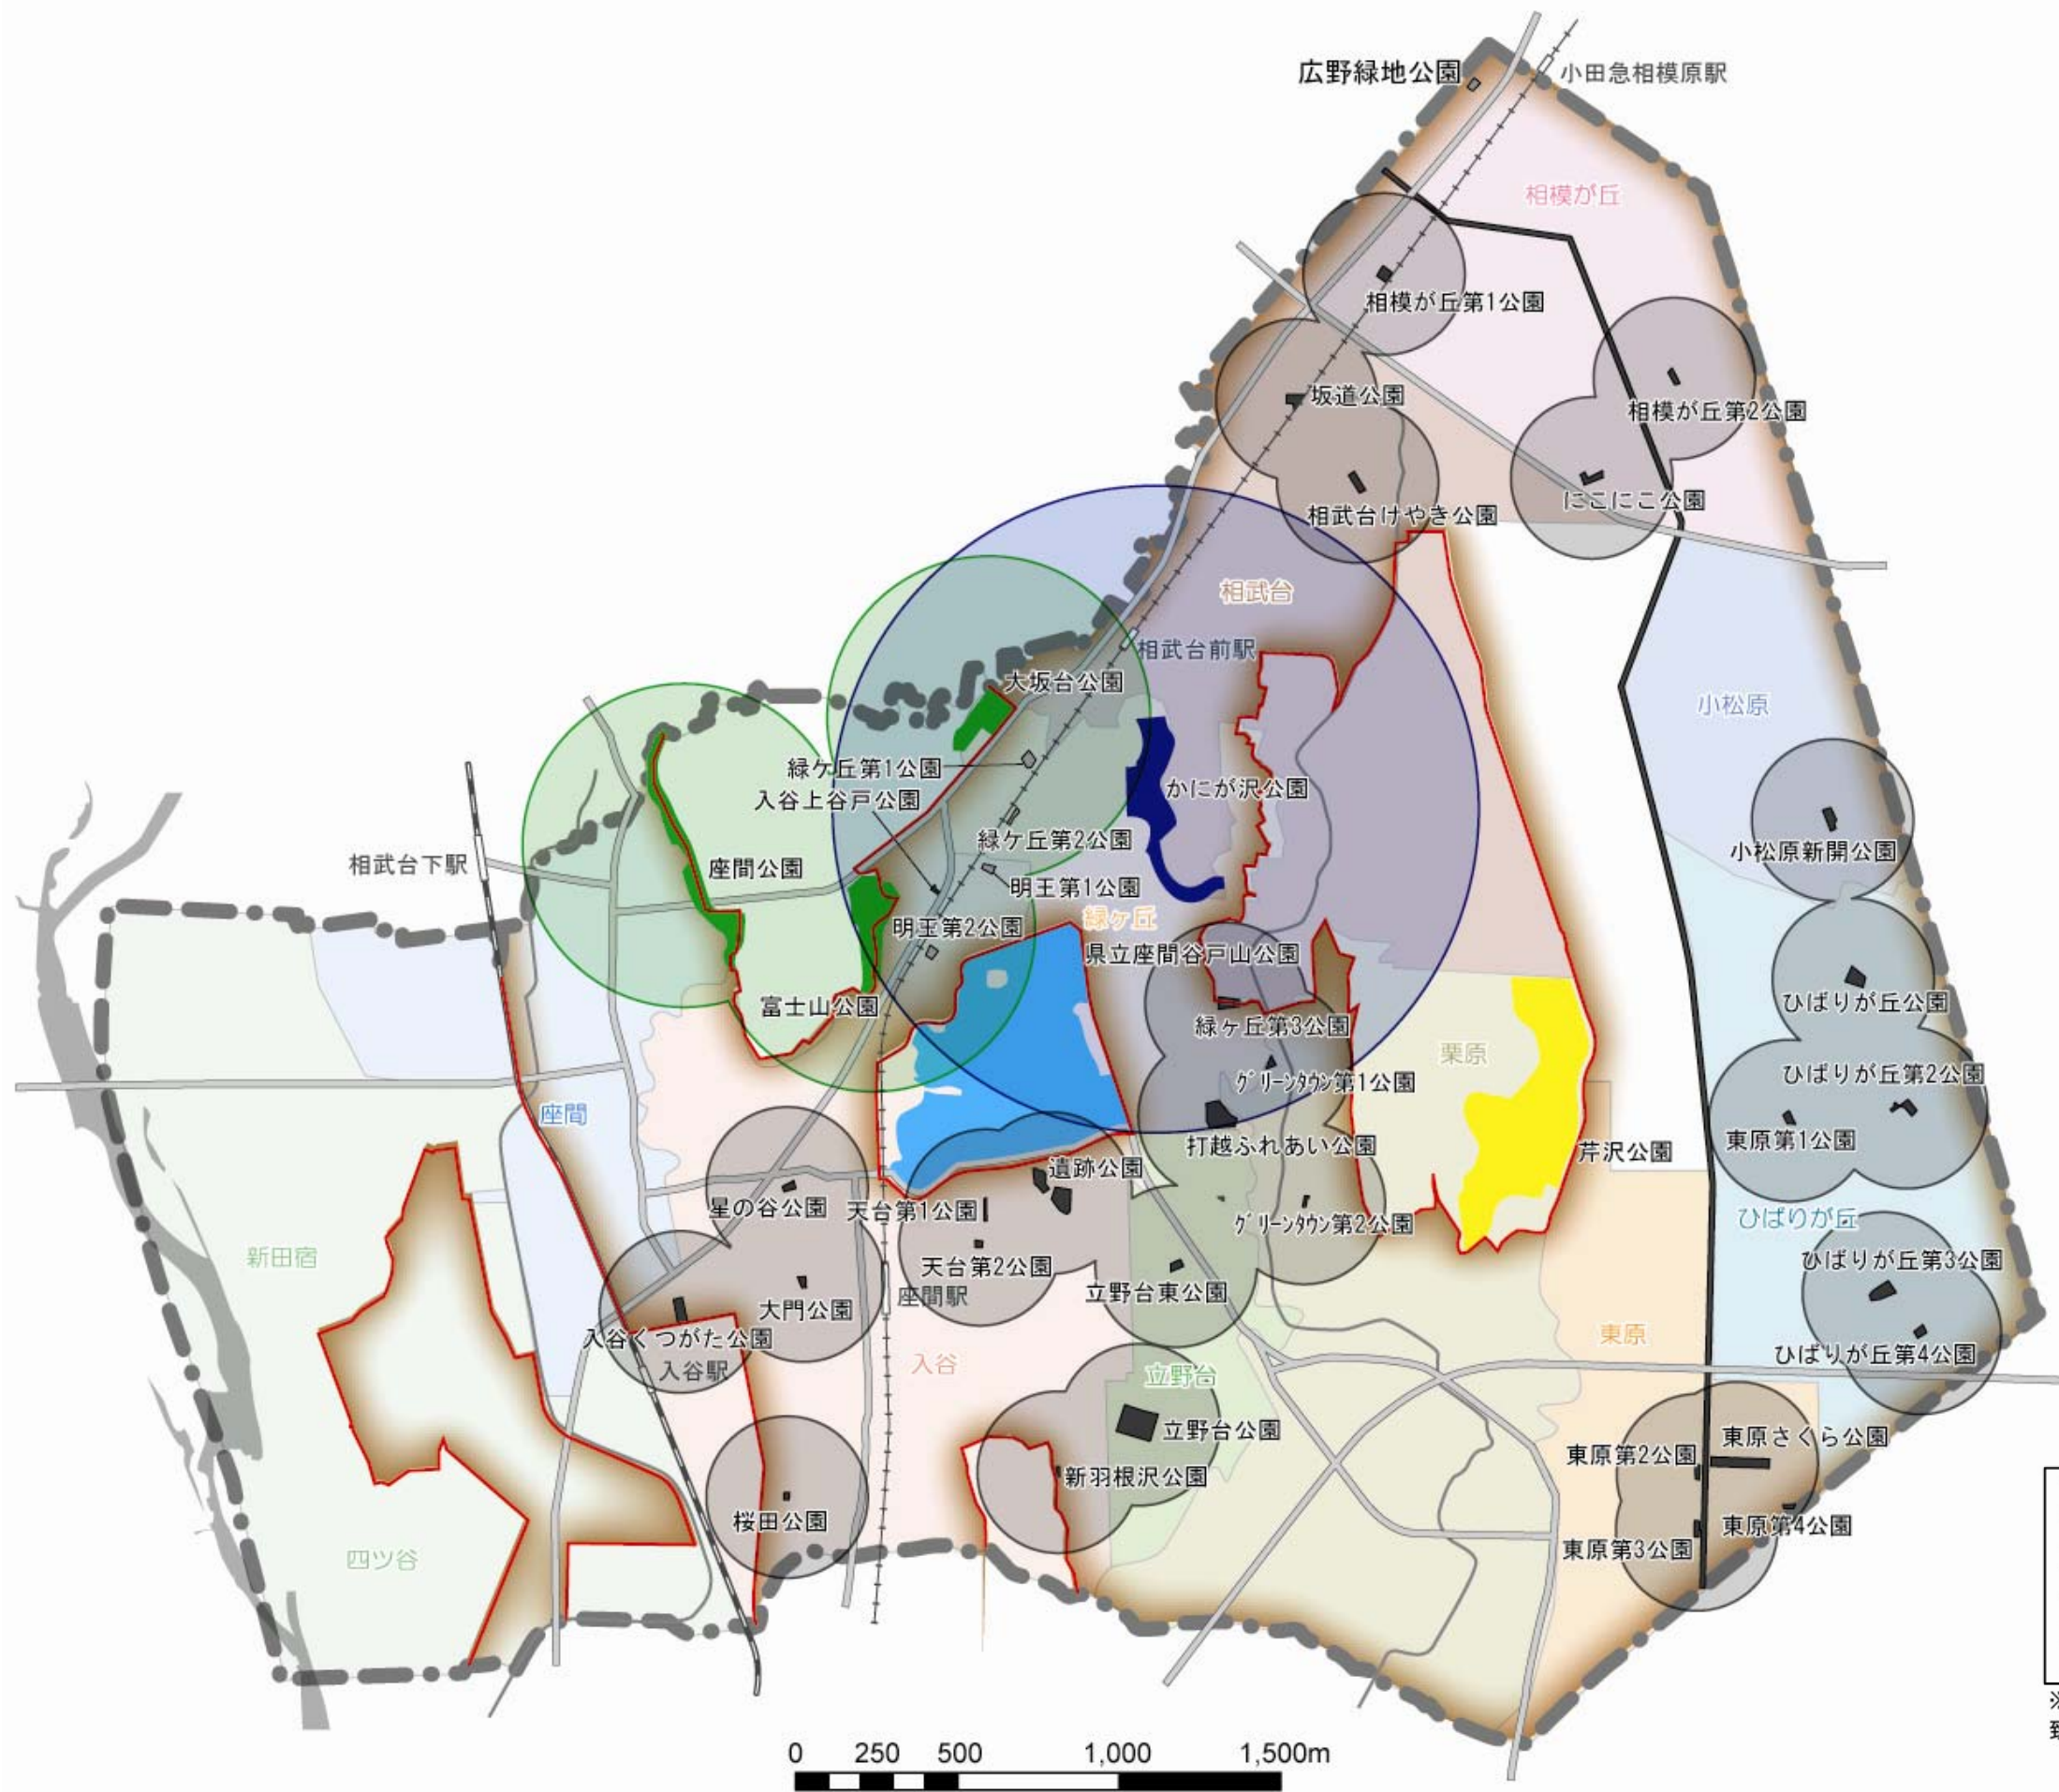 広野緑地公園
小田急相模原駅
相模が丘
相模が丘第1公園
坂道公園
相模が丘第2公園
にこにこ公園
相武台けやき公園
相武台
相武台前駅
大坂台公園
小松原
緑ケ丘第1公園
入谷上谷戸公園
かにが沢公園
緑ケ丘第2公園
小松原新開公園
相武台下駅
座間公園
明王第1公園
緑ヶ丘
明王第2公園
県立座間谷戸山公園
富士山公園
ひばりが丘公園
緑ヶ丘第3公園
栗原
ひばりが丘第2公園
グリーンタウン第1公園
座間
東原第1公園
打越ふれあい公園
芹沢公園
遺跡公園
星の谷公園
天台第1公園
グリーンタウン第2公園
ひばりが丘
新田宿
天台第2公園
ひばりが丘第3公園
立野台東公園
座間駅
大門公園
入谷くつがた公園
東原
ひばりが丘第4公園
入谷駅
入谷
立野台
立野台公園
東原さくら公園
東原第2公園
新羽根沢公園
桜田公園
東原第4公園
東原第3公園
四ツ谷
※
0 250 500 1,000 1,500m